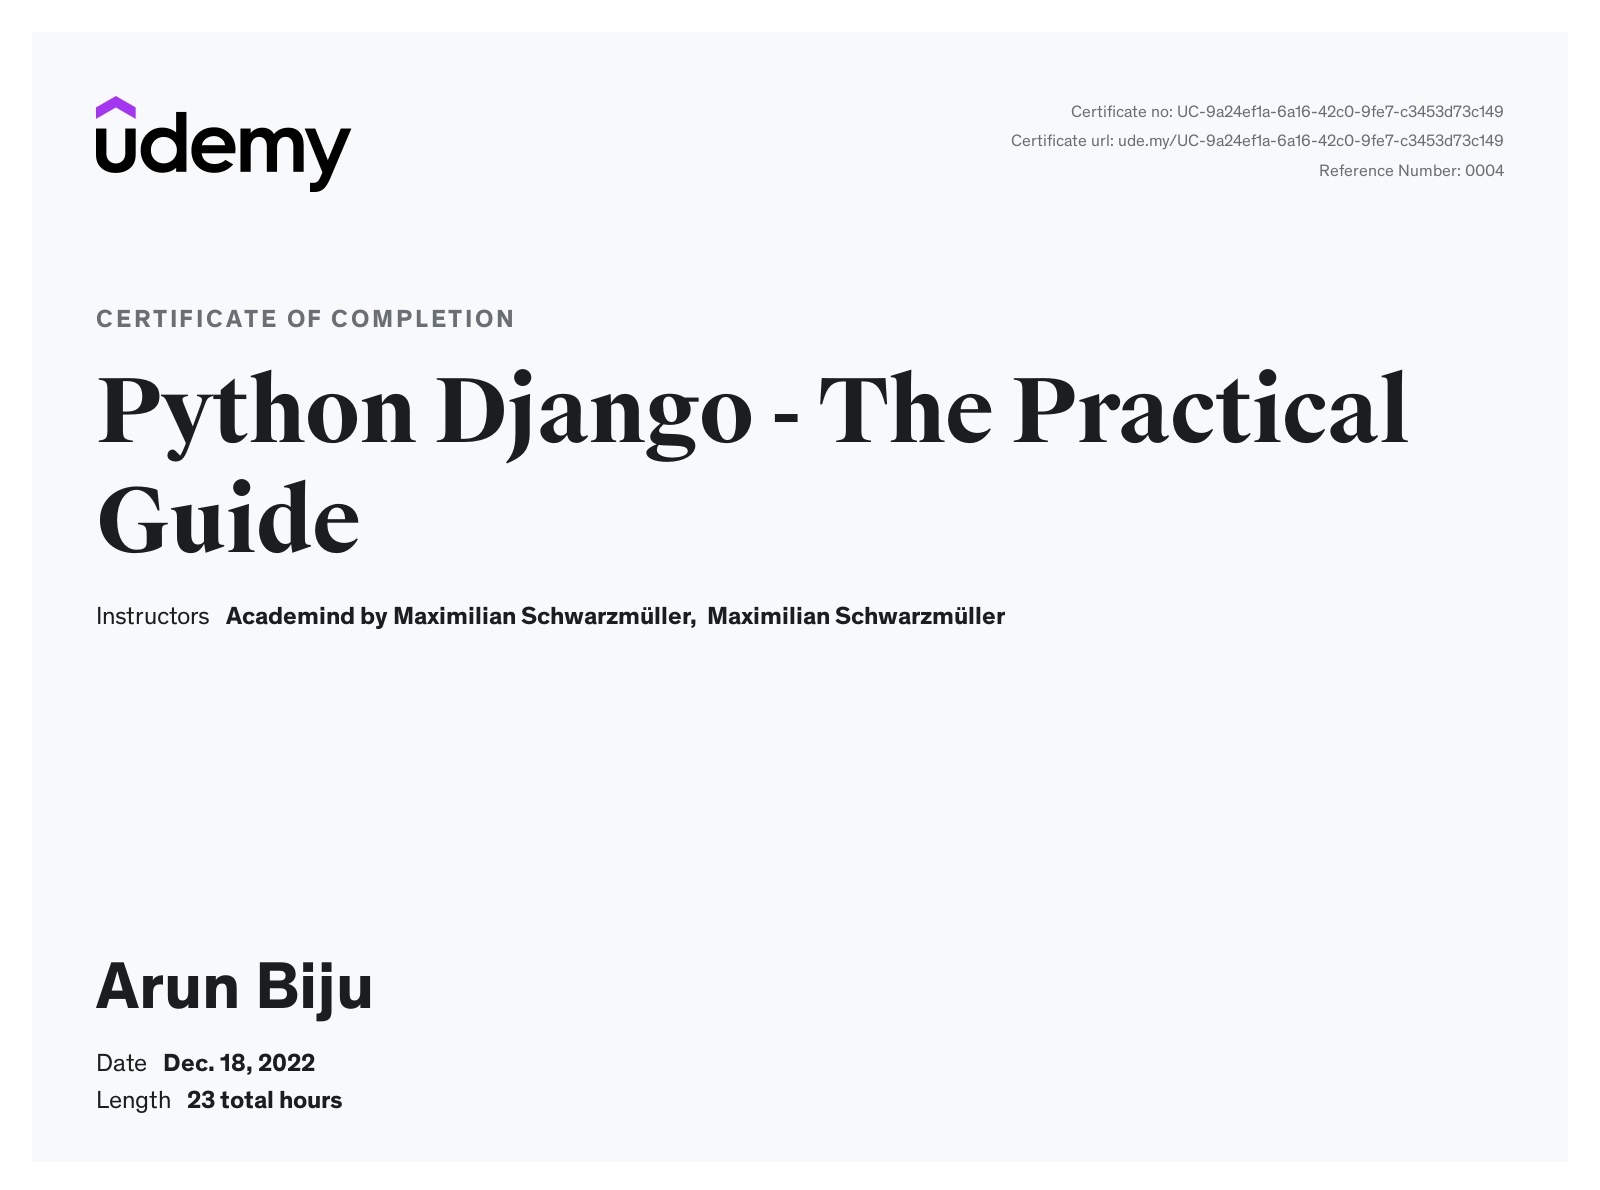 udemy
Certificate no: UC-9a24ef1a-6a16-42c0-9fe7-c3453d73c149
Certificate url: ude.my/UC-9a24ef1a-6a16-42c0-9fe7-c3453d73c149
Reference Number: 0004
CERTIFICATE OF COMPLETION
Python Django - The Practical
Guide
Instructors Academind by Maximilian Schwarzmüller, Maximilian Schwarzmüller
Arun Biju
Date Dec. 18, 2022
Length 23 total hours